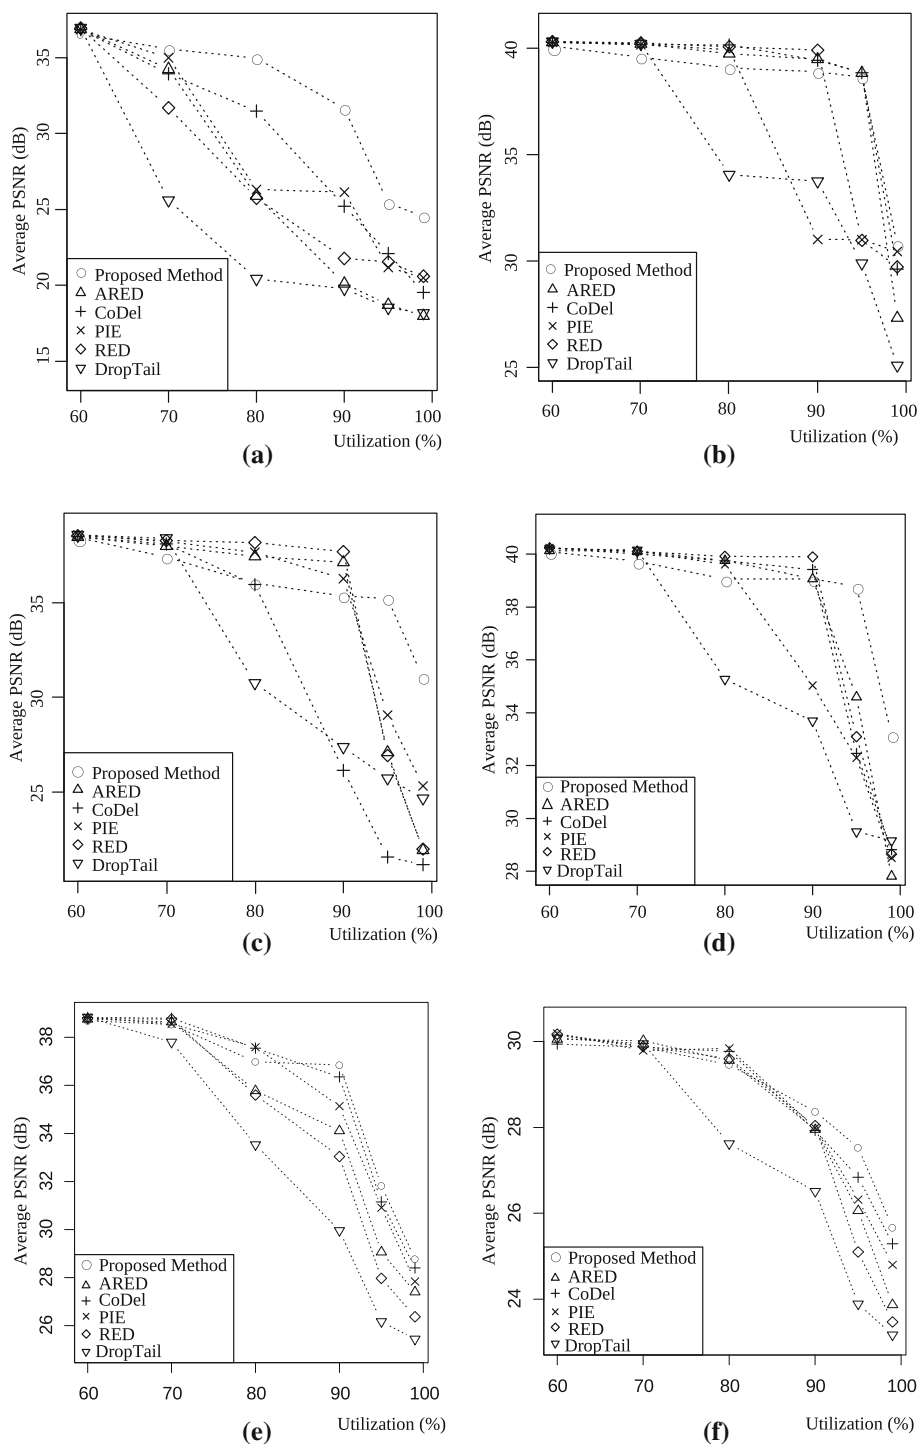 35
30
25
20
15
Average PSNR (dB)
Proposed Method
ARED
CoDel
PIE
RED
DropTail
60 70 80 90 100
Utilization (%)
(a)
40
35
30
25
Average PSNR (dB)
Proposed Method
ARED
CoDel
PIE
RED
DropTail
60 70 80 90 100
Utilization (%)
(b)
35
30
25
Average PSNR (dB)
Proposed Method
ARED
CoDel
PIE
RED
DropTail
60 70 80 90 100
Utilization (%)
(c)
40
38
36
34
32
30
28
Average PSNR (dB)
Proposed Method
ARED
CoDel
PIE
RED
DropTail
60 70 80 90 100
Utilization (%)
(d)
38
36
34
32
30
28
26
Average PSNR (dB)
Proposed Method
ARED
CoDel
PIE
RED
DropTail
60 70 80 90 100
Utilization (%)
(e)
30
28
26
24
Average PSNR (dB)
Proposed Method
ARED
CoDel
PIE
RED
DropTail
60 70 80 90 100
Utilization (%)
(f)